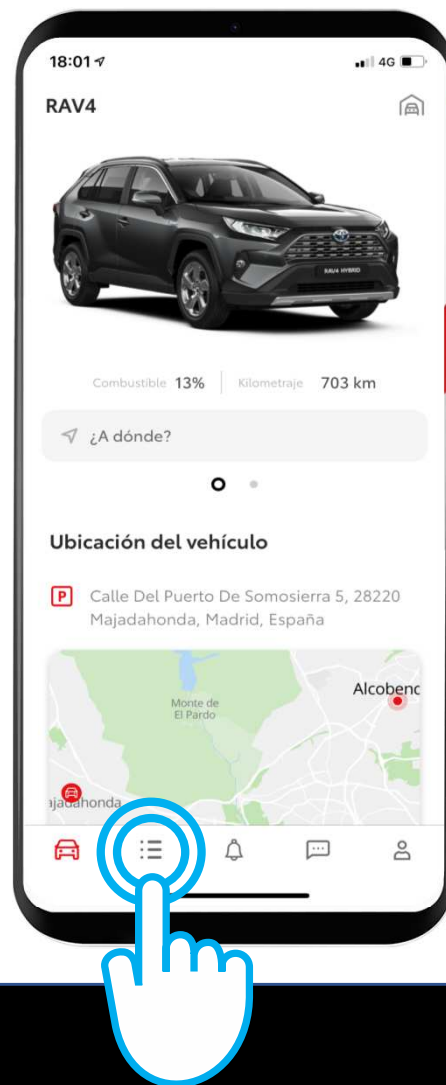 18:01
4G
RAV4
RAV4 HYBRID
Combustible 13% Kilometraje 703 km
¿A dónde?
Ubicación del vehículo
P
Calle Del Puerto De Somosierra 5, 28220
Majadahonda, Madrid, España
Monte de
El Pardo
Alcobenc
ajadahonda